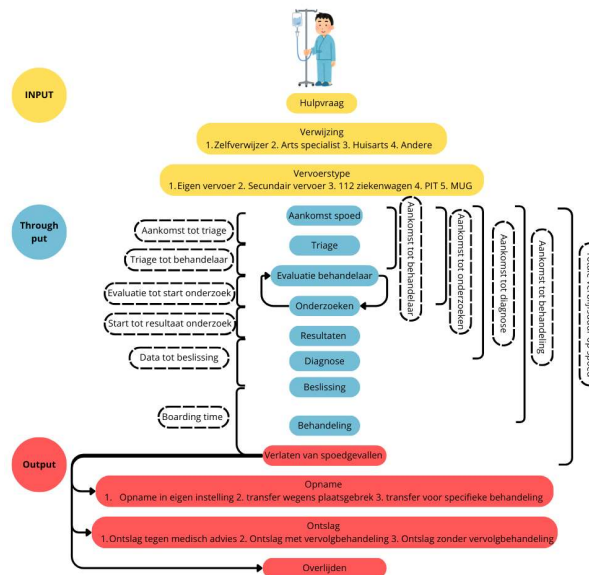 INPUT
Hulpvraag
Verwijzing
1.Zelfverwijzer 2. Arts specialist 3. Huisarts 4. Andere
Vervoerstype
1.Eigen vervoer 2. Secundair vervoer 3. 112 ziekenwagen 4. PIT 5. MUG
Through
put
Aankomst spoed
Triage
Evaluatie behandelaar
Onderzoeken
Resultaten
Diagnose
Beslissing
Behandeling
Verlaten van spoedgevallen
Aankomst tot triage
Triage tot behandelaar
Evaluatie tot start onderzoek
Start tot resultaat onderzoek
Data tot beslissing
Boarding time
Aankomst tot behandelaar
Aankomst tot onderzoeken
Aankomst tot diagnose
Aankomst tot behandeling
Output
Opname
1. Opname in eigen instelling 2. transfer wegens plaatsgebrek 3. transfer voor specifieke behandeling
Ontslag
1.Ontslag tegen medisch advies 2. Ontslag met vervolgbehandeling 3. Ontslag zonder vervolgbehandeling
Overlijden